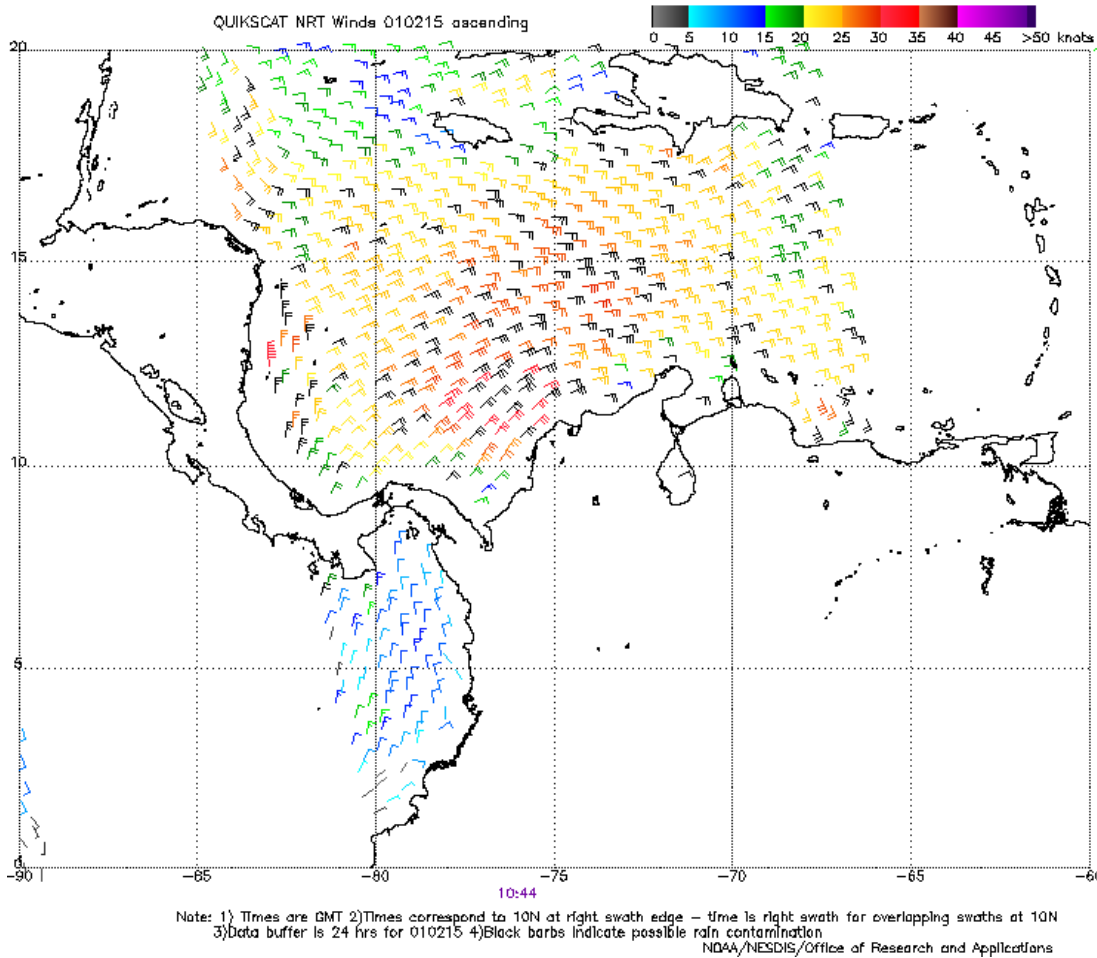 QUIKSCAT NRT Winds 010215 ascending
0 5 10 15 20 25 30 35 40 45 >50 knots
20
15
10
5
0
-90 -85 -80 -75 -70 -65 -60
10:44
Note: 1) Times are GMT 2)Times correspond to 10N at right swath edge - time is right swath for overlapping swaths at 10N
3)Data buffer is 24 hrs for 010215 4)Black barbs indicate possible rain contamination
NOAA/NESDIS/Office of Research and Applications